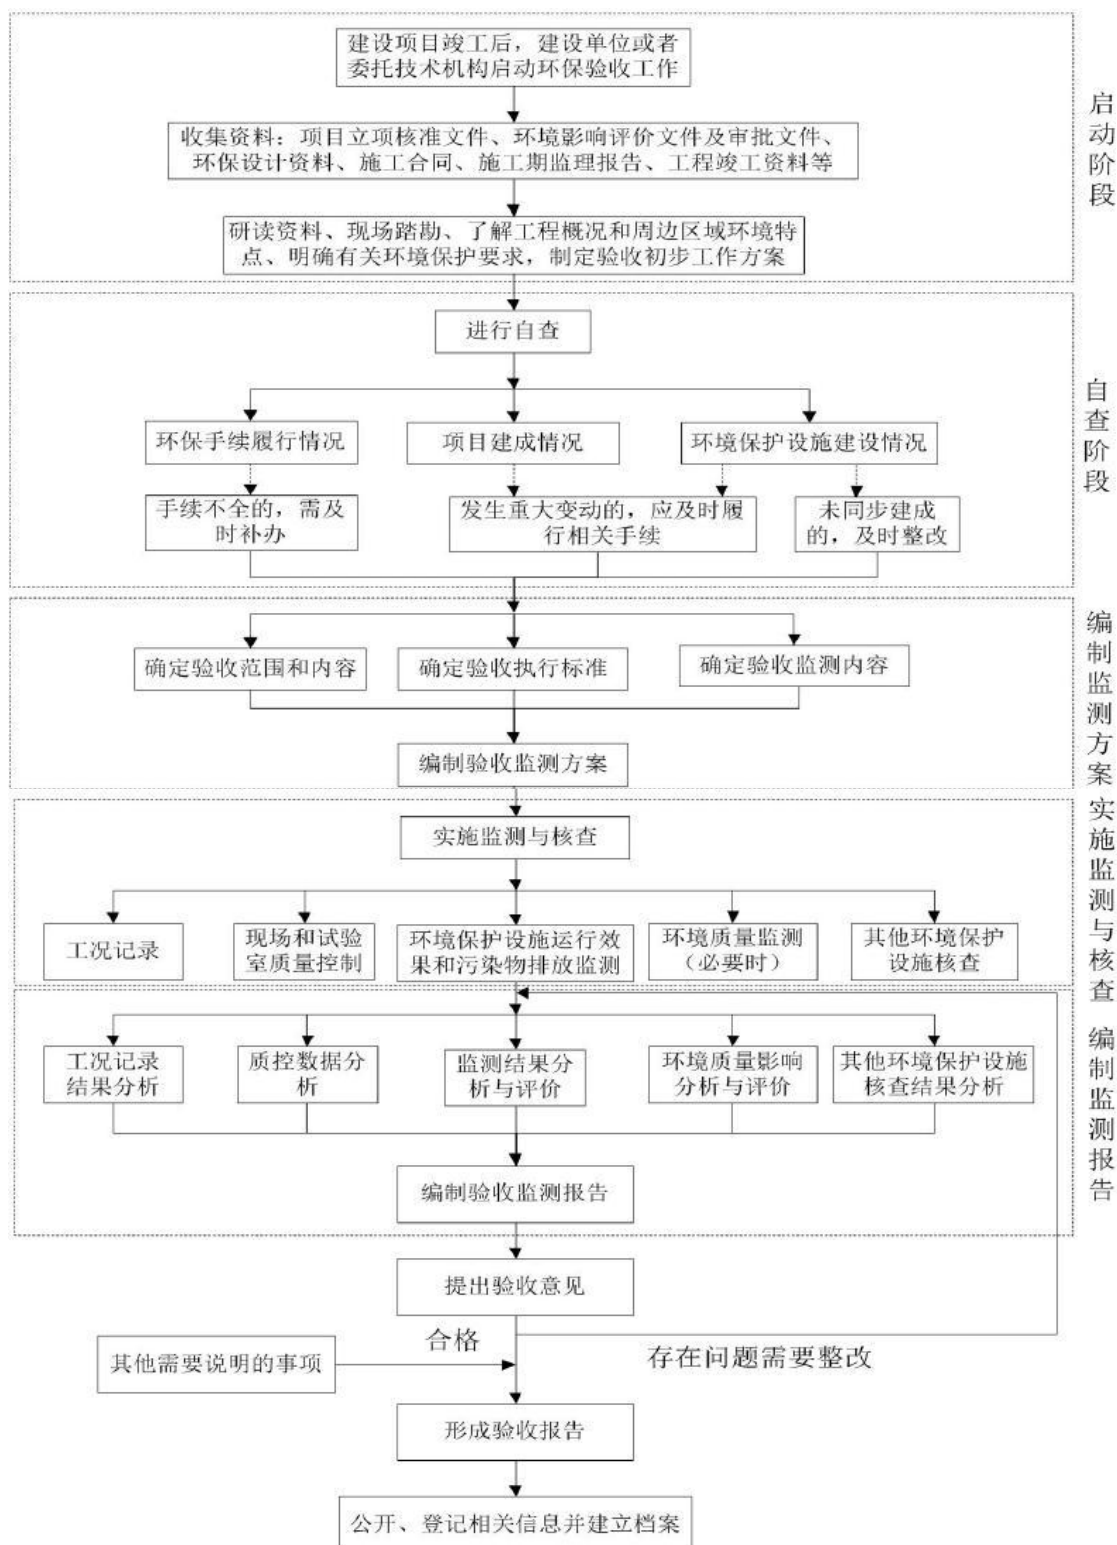 建设项目竣工后，建设单位或者
委托技术机构启动环保验收工作
收集资料：项目立项核准文件、环境影响评价文件及审批文件、
环保设计资料、施工合同、施工期监理报告、工程竣工资料等
研读资料、现场踏勘、了解工程概况和周边区域环境特
点、明确有关环境保护要求，制定验收初步工作方案
启动阶段
进行自查
环保手续履行情况
项目建成情况
环境保护设施建设情况
手续不全的，需及
时补办
发生重大变动的，应及时履
行相关手续
未同步建成
的，及时整改
自查阶段
确定验收范围和内容
确定验收执行标准
确定验收监测内容
编制验收监测方案
编制监测方案
实施监测与核查
工况记录
现场和试验
室质量控制
环境保护设施运行效
果和污染物排放监测
环境质量监测
（必要时）
其他环境保护
设施核查
实施监测与核查
工况记录
结果分析
质控数据分
析
监测结果分
析与评价
环境质量影响
分析与评价
其他环境保护设施
核查结果分析
编制验收监测报告
编制监测报告
提出验收意见
合格
存在问题需要整改
其他需要说明的事项
形成验收报告
公开、登记相关信息并建立档案